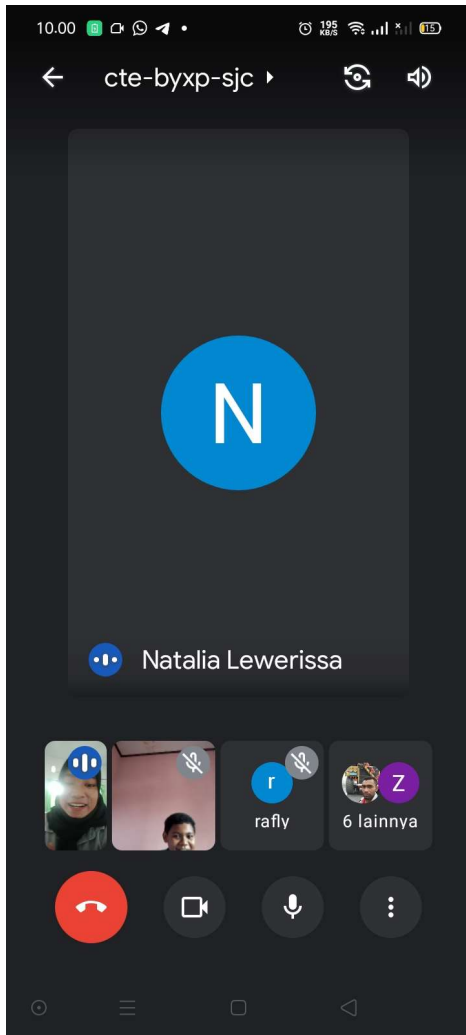 10.00 195 KB/S 15
cte-byxp-sjc
N
Natalia Lewerissa
r Z
rafly 6 lainnya